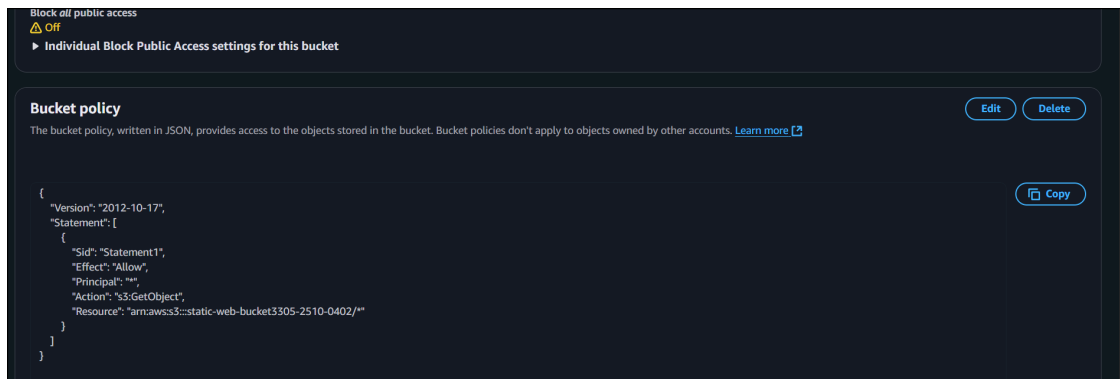 Block all public access
Off
Individual Block Public Access settings for this bucket
Bucket policy
Edit
Delete
The bucket policy, written in JSON, provides access to the objects stored in the bucket. Bucket policies don't apply to objects owned by other accounts. Learn more
Copy
{
"Version": "2012-10-17",
"Statement": [
{
"Sid": "Statement1",
"Effect": "Allow",
"Principal": "*",
"Action": "s3:GetObject",
"Resource": "arn:aws:s3:::static-web-bucket3305-2510-0402/*"
}
]
}